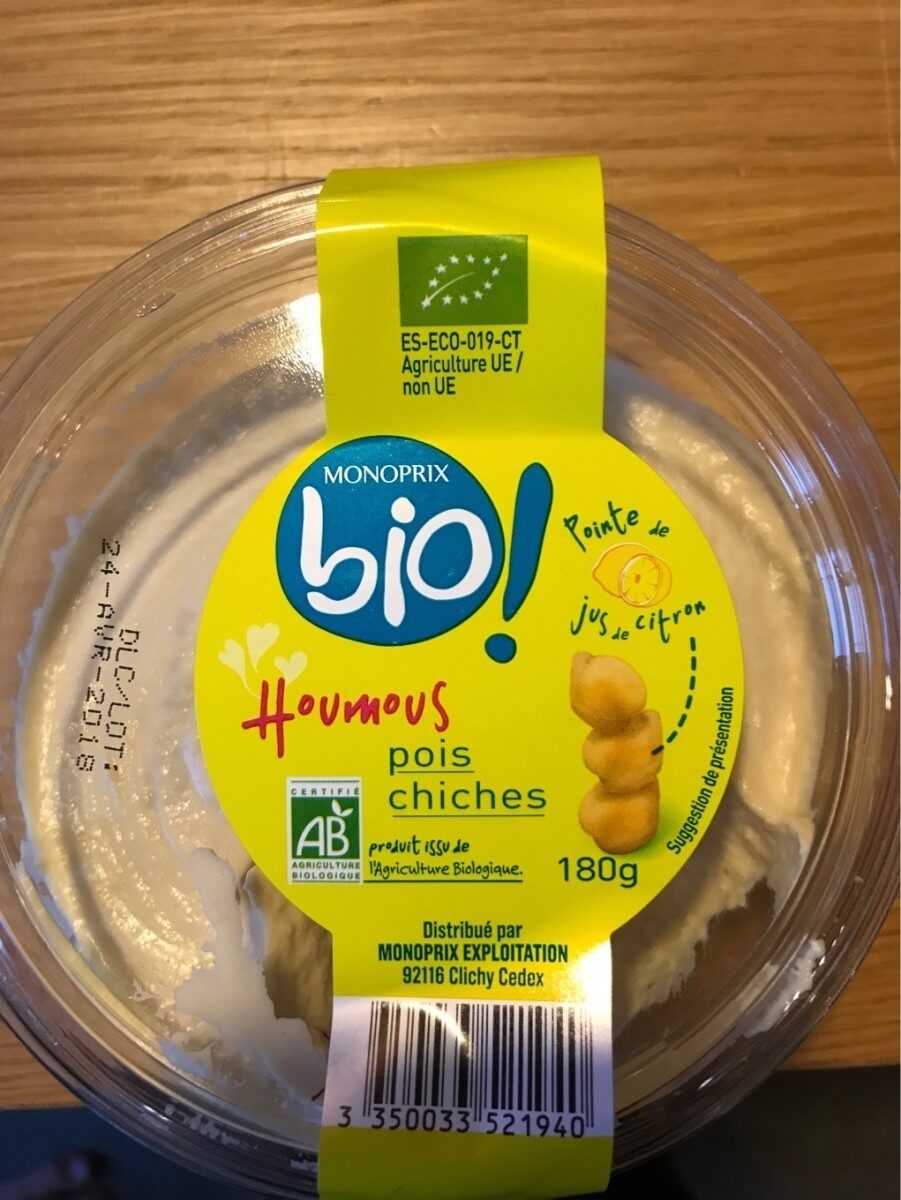 ES-ECO-019-CT
Agriculture UE /
non UE
MONOPRIX
bio!
Pointe de
jus de citron
Houmous
pois
chiches
CERTIFIÉ
AB
AGRICULTURE
BIOLOGIQUE
produit issu de
l'Agriculture Biologique.
180g
Suggestion de présentation
Distribué par
MONOPRIX EXPLOITATION
92116 Clichy Cedex
3 350033 521940
DLC/LOT:
24-AVR-2018